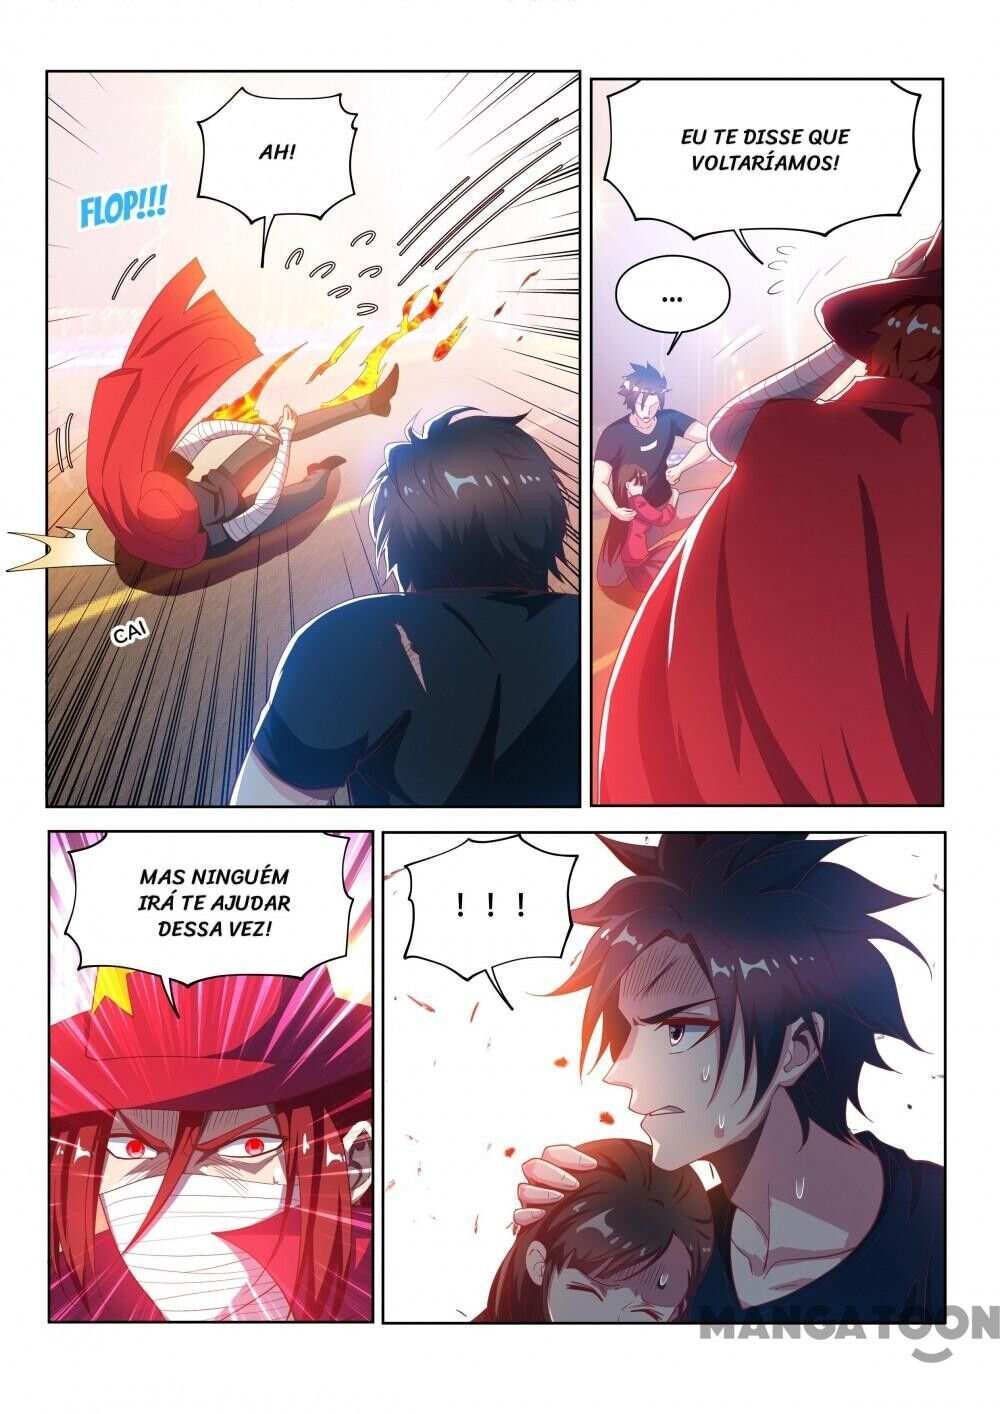 AH!
FLOP!!!
CAI
EU TE DISSE QUE
VOLTARÍAMOS!
...
MAS NINGUÉM
IRÁ TE AJUDAR
DESSA VEZ!
! ! !
MANGATOON